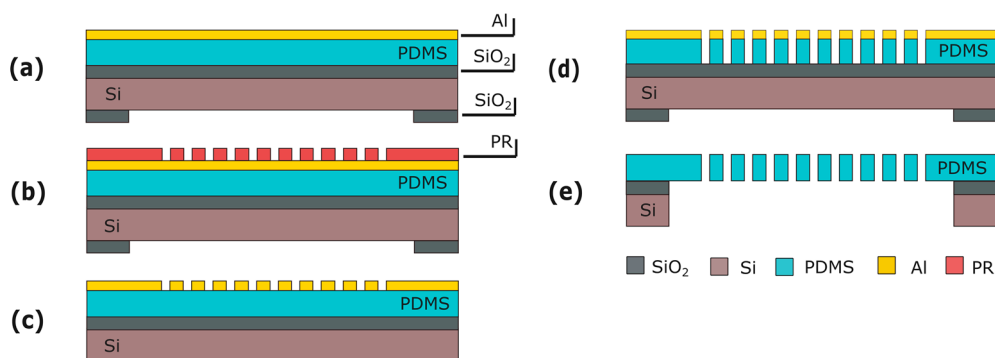 (a)
Al
PDMS
SiO₂
Si
SiO₂
(b)
PR
PDMS
Si
(c)
PDMS
Si
(d)
PDMS
Si
(e)
PDMS
Si
SiO₂ Si PDMS Al PR